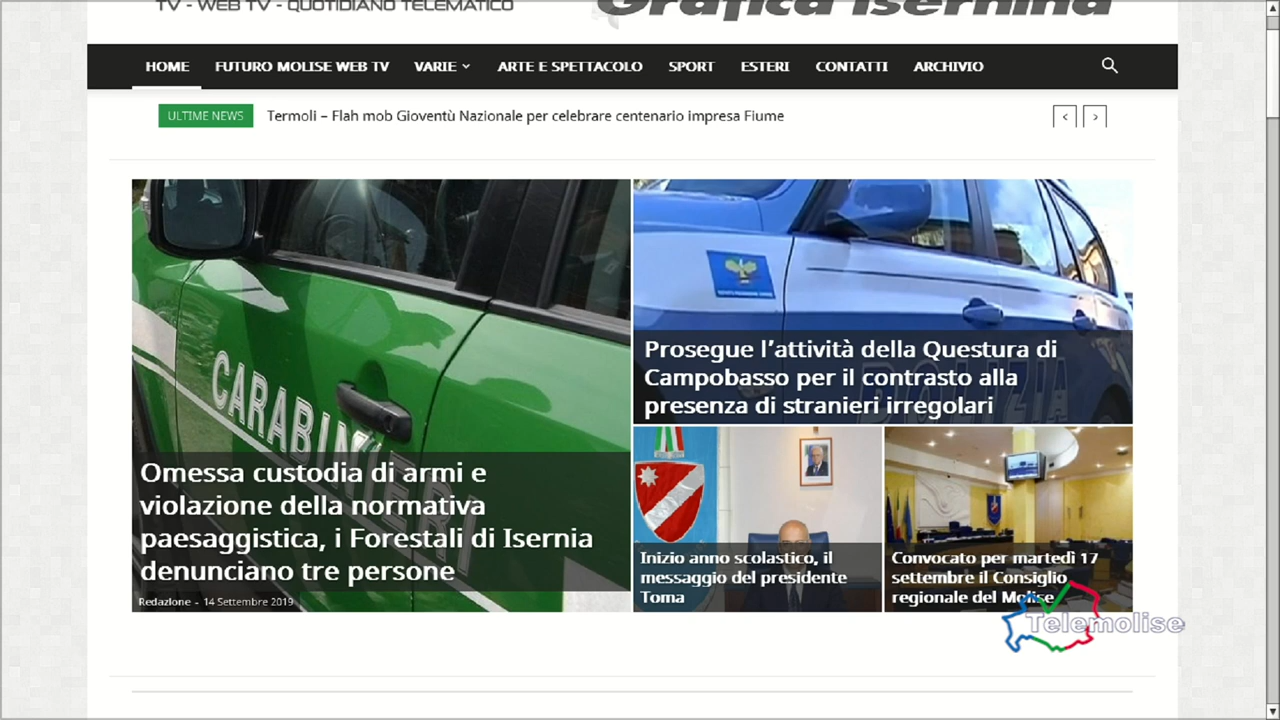 TV - WEB TV - QUOTIDIANO TELEMATICO
Grafica Isernina
HOME FUTURO MOLISE WEB TV VARIE ARTE E SPETTACOLO SPORT ESTERI CONTATTI ARCHIVIO
ULTIME NEWS Termoli – Flah mob Gioventù Nazionale per celebrare centenario impresa Fiume
CARABINIERI
POLIZIA
Prosegue l'attività della Questura di
Campobasso per il contrasto alla
presenza di stranieri irregolari
Omessa custodia di armi e
violazione della normativa
paesaggistica, i Forestali di Isernia
denunciano tre persone
Redazione - 14 Settembre 2019
Inizio anno scolastico, il
messaggio del presidente
Toma
Convocato per martedì 17
settembre il Consiglio
regionale del Molise
Telemolise